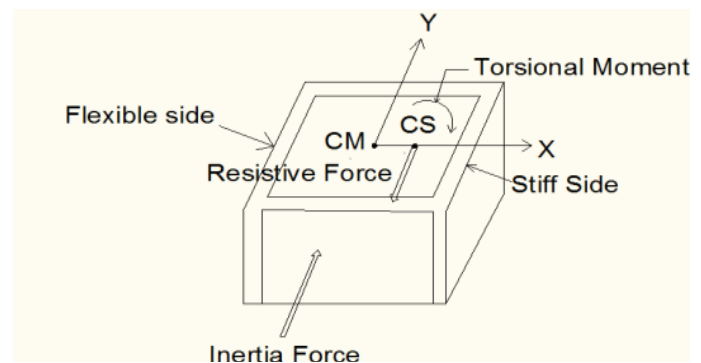 Y
Torsional Moment
Flexible side
CM
CS
X
Resistive Force
Stiff Side
Inertia Force